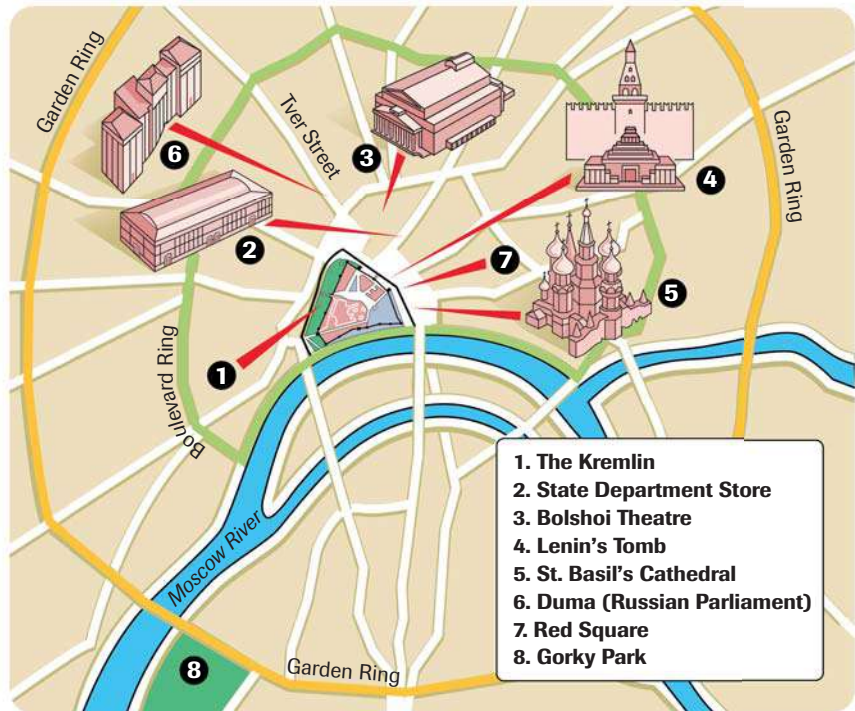 Garden Ring
Tver Street
Garden Ring
6
3
4
2
7
5
1
Boulevard Ring
Moscow River
8
Garden Ring
1. The Kremlin
2. State Department Store
3. Bolshoi Theatre
4. Lenin's Tomb
5. St. Basil's Cathedral
6. Duma (Russian Parliament)
7. Red Square
8. Gorky Park